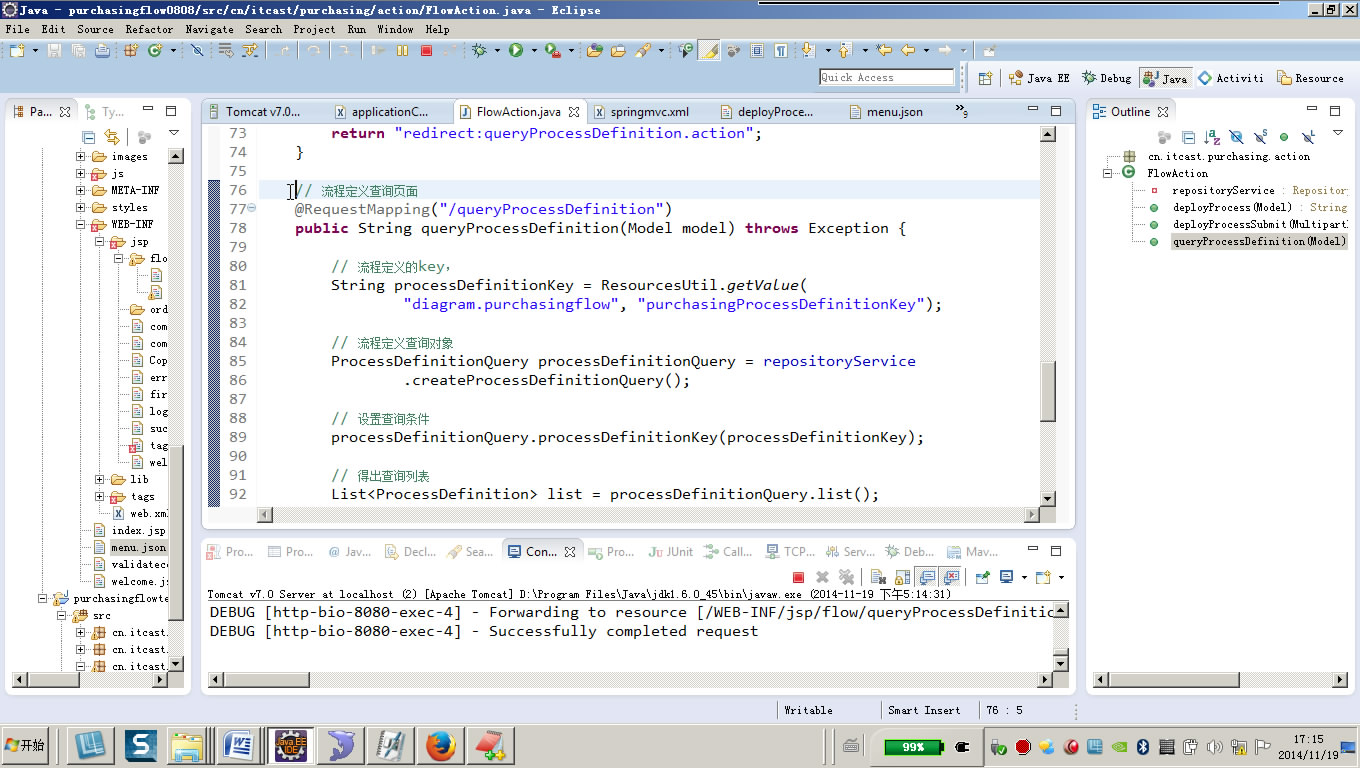 Java - purchasingflow0808/src/cn/itcast/purchasing/action/FlowAction.java - Eclipse
File Edit Source Refactor Navigate Search Project Run Window Help
Quick Access
Java EE Debug Java Activiti Resource
Pa... Ty...
images
js
META-INF
styles
WEB-INF
jsp
flo
ord
com
com
Cop
err
fir
log
suc
tag
wel
lib
tags
web.xm
index.jsp
menu.json
validatec
welcome.js
purchasingflowte
src
cn.itcast.
cn.itcast.
cn.itcast.
Tomcat v7.0... applicationC... FlowAction.java springmvc.xml deployProce... menu.json »9
73 return "redirect:queryProcessDefinition.action";
74 }
75
76 // 流程定义查询页面
77 @RequestMapping("/queryProcessDefinition")
78 public String queryProcessDefinition(Model model) throws Exception {
79
80 // 流程定义的key，
81 String processDefinitionKey = ResourcesUtil.getValue(
82 "diagram.purchasingflow", "purchasingProcessDefinitionKey");
83
84 // 流程定义查询对象
85 ProcessDefinitionQuery processDefinitionQuery = repositoryService
86 .createProcessDefinitionQuery();
87
88 // 设置查询条件
89 processDefinitionQuery.processDefinitionKey(processDefinitionKey);
90
91 // 得出查询列表
92 List<ProcessDefinition> list = processDefinitionQuery.list();
Outline
cn.itcast.purchasing.action
FlowAction
repositoryService : Repositor
deployProcess(Model) : String
deployProcessSubmit(Multipart
queryProcessDefinition(Model)
Pro... Pro... Jav... Decl... Sea... Con... Pro... JUnit Call... TCP... Serv... Deb... Mav...
Tomcat v7.0 Server at localhost (2) [Apache Tomcat] D:\Program Files\Java\jdk1.6.0_45\bin\javaw.exe (2014-11-19 下午5:14:31)
DEBUG [http-bio-8080-exec-4] - Forwarding to resource [/WEB-INF/jsp/flow/queryProcessDefinitic
DEBUG [http-bio-8080-exec-4] - Successfully completed request
Writable Smart Insert 76 : 5
开始
99%
17:15
2014/11/19